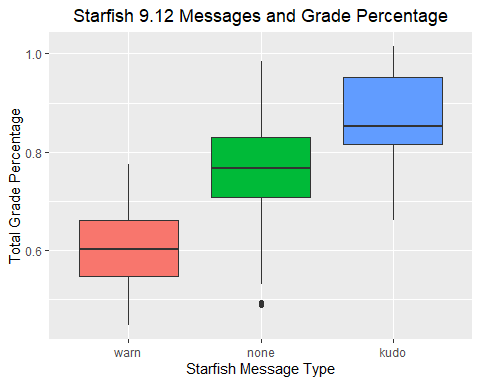 Starfish 9.12 Messages and Grade Percentage
Total Grade Percentage
1.0
0.8
0.6
warn none kudo
Starfish Message Type